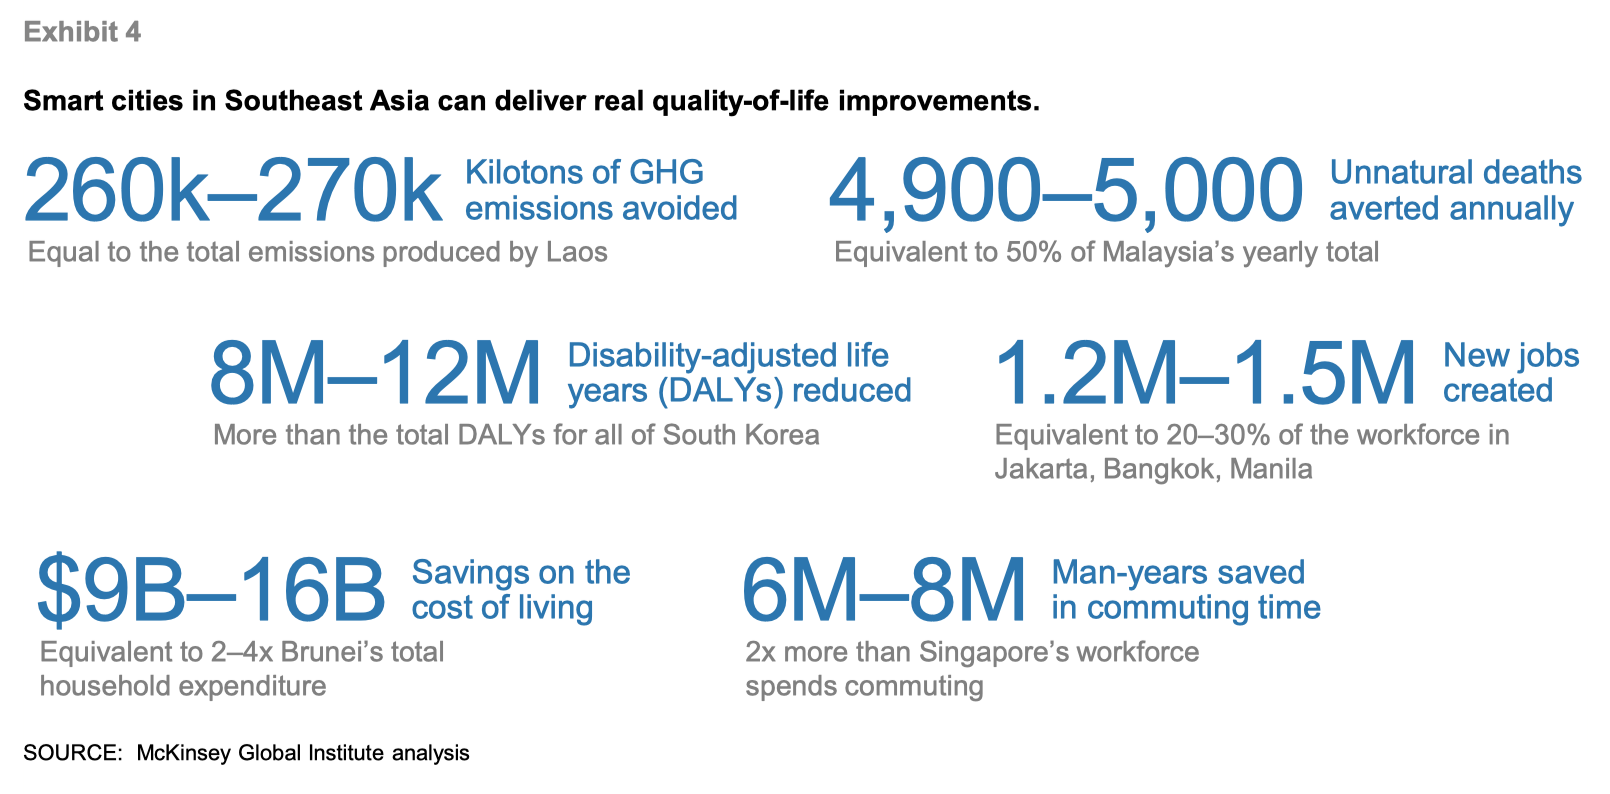 Exhibit 4
Smart cities in Southeast Asia can deliver real quality-of-life improvements.
260k–270k
Kilotons of GHG
emissions avoided
Equal to the total emissions produced by Laos
4,900–5,000
Unnatural deaths
averted annually
Equivalent to 50% of Malaysia’s yearly total
8M–12M
Disability-adjusted life
years (DALYs) reduced
More than the total DALYs for all of South Korea
1.2M–1.5M
New jobs
created
Equivalent to 20–30% of the workforce in
Jakarta, Bangkok, Manila
$9B–16B
Savings on the
cost of living
Equivalent to 2–4x Brunei’s total
household expenditure
6M–8M
Man-years saved
in commuting time
2x more than Singapore’s workforce
spends commuting
SOURCE: McKinsey Global Institute analysis